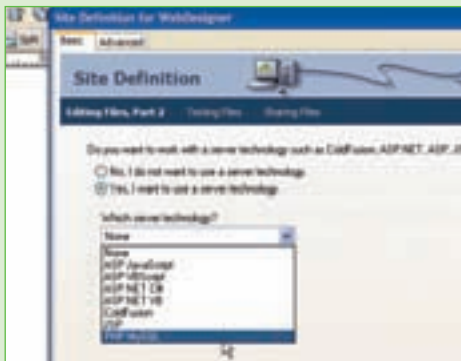 Site Definition for WebDesigner
Split
Basic Advanced
Site Definition
Editing Files, Part 2 Testing Files Sharing Files
Do you want to work with a server technology such as ColdFusion, ASP.NET, ASP, JS
No, I do not want to use a server technology.
Yes, I want to use a server technology.
Which server technology?
None
None
ASP JavaScript
ASP VBScript
ASP.NET C#
ASP.NET VB
ColdFusion
JSP
PHP MySQL